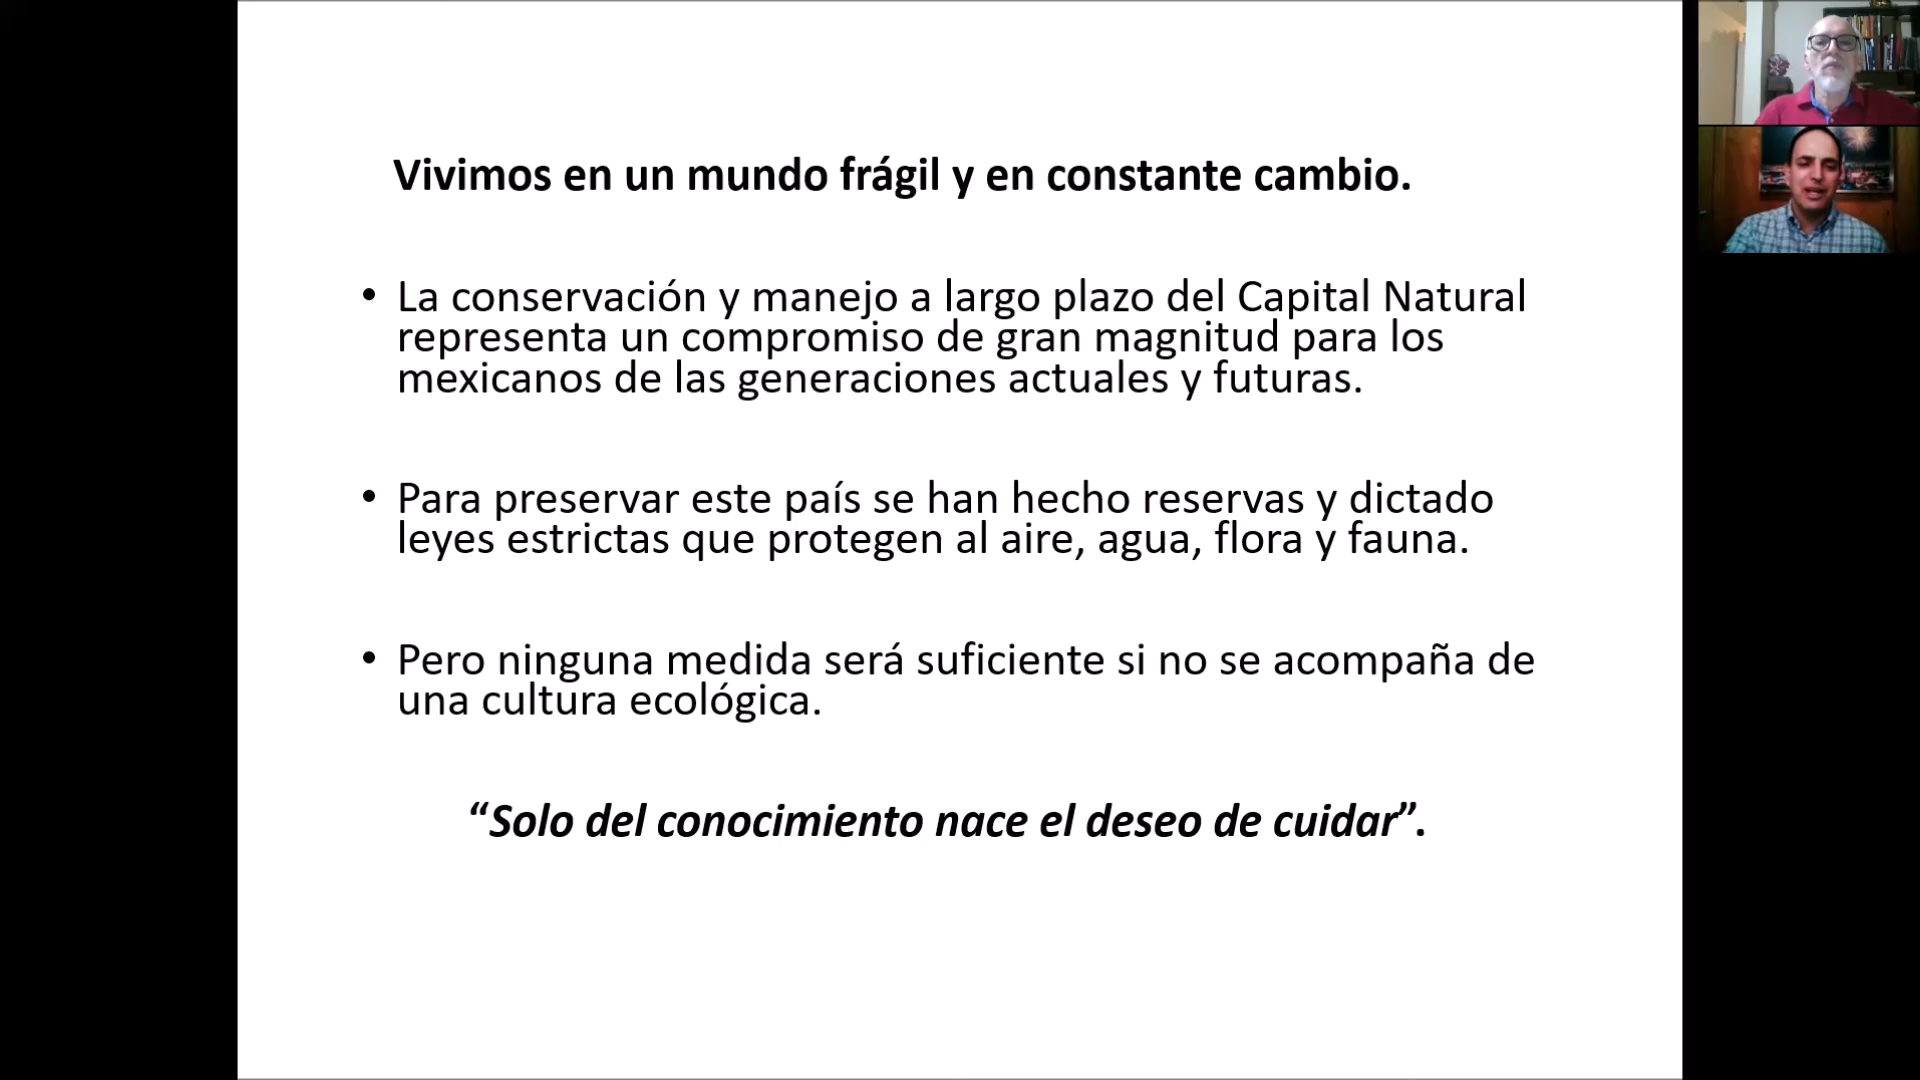 Vivimos en un mundo frágil y en constante cambio.
• La conservación y manejo a largo plazo del Capital Natural
representa un compromiso de gran magnitud para los
mexicanos de las generaciones actuales y futuras.
• Para preservar este país se han hecho reservas y dictado
leyes estrictas que protegen al aire, agua, flora y fauna.
• Pero ninguna medida será suficiente si no se acompaña de
una cultura ecológica.
“Solo del conocimiento nace el deseo de cuidar”.